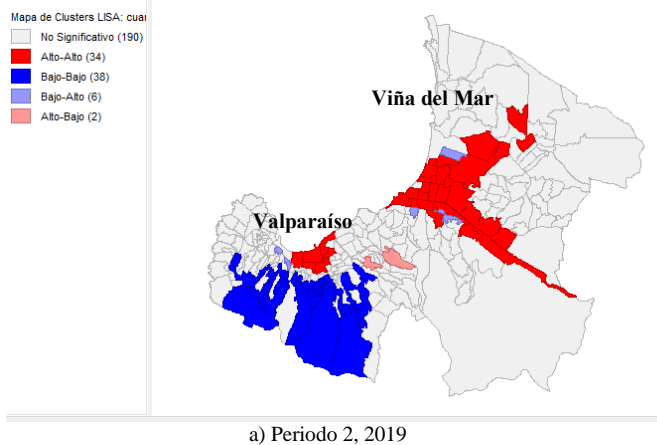 Mapa de Clusters LISA: cuar
No Significativo (190)
Alto-Alto (34)
Bajo-Bajo (38)
Bajo-Alto (6)
Alto-Bajo (2)
Viña del Mar
Valparaíso
a) Periodo 2, 2019